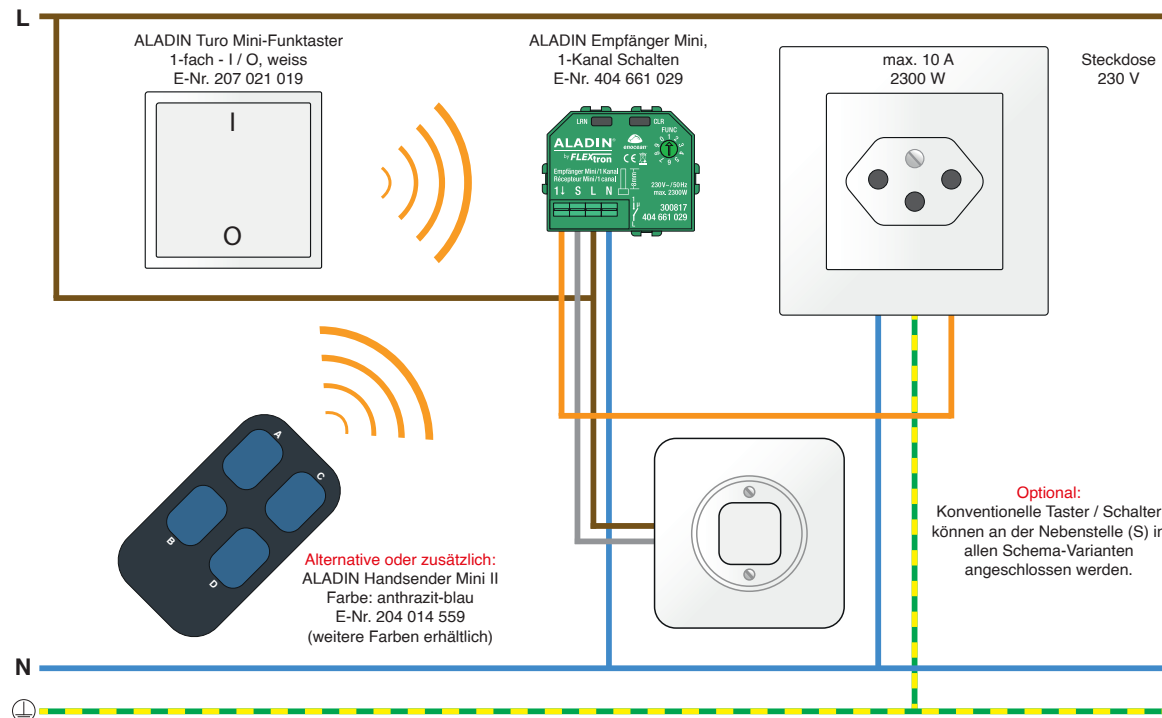 L
ALADIN Turo Mini-Funktaster
1-fach - I / O, weiss
E-Nr. 207 021 019
I
O
ALADIN Empfänger Mini,
1-Kanal Schalten
E-Nr. 404 661 029
LRN
CLR
FUNC
ALADIN®
by FLEXtron
enocean
CE
Empfänger Mini/1 Kanal
Récepteur Mini/1 canal
1↓ S L N
230V~/50Hz
max. 2300W
300817
404 661 029
max. 10 A
2300 W
Steckdose
230 V
A
B
C
D
Alternative oder zusätzlich:
ALADIN Handsender Mini II
Farbe: anthrazit-blau
E-Nr. 204 014 559
(weitere Farben erhältlich)
Optional:
Konventionelle Taster / Schalter
können an der Nebenstelle (S) in
allen Schema-Varianten
angeschlossen werden.
N